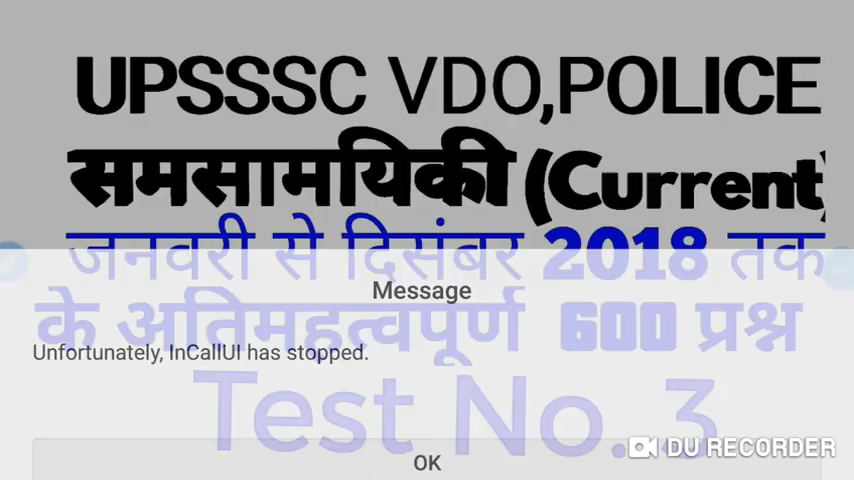 UPSSSC VDO,POLICE
समसामयिकी (Current)
जनवरी से दिसंबर 2018 तक
Message
के अतिमहत्वपूर्ण 600 प्रश्न
Unfortunately, InCallUI has stopped.
Test No. 3
DU RECORDER
OK